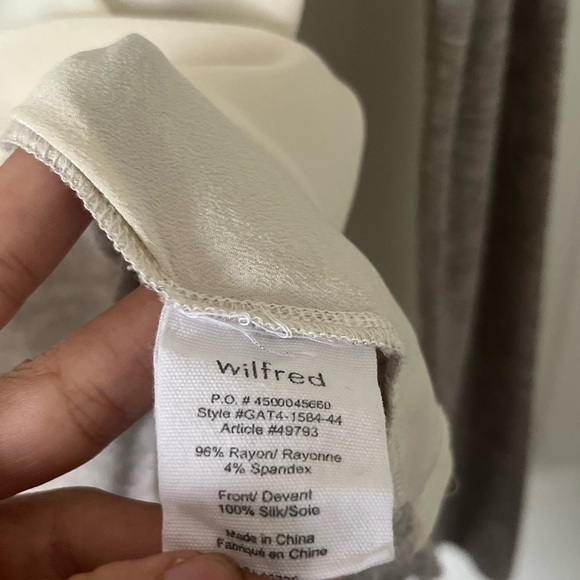 wilfred
P.O. # 4500045660
Style #GAT4-1584-44
Article #49793
96% Rayon/ Rayonne
4% Spandex
Front/ Devant
100% Silk/Soie
Made in China
Fabriqué en Chine